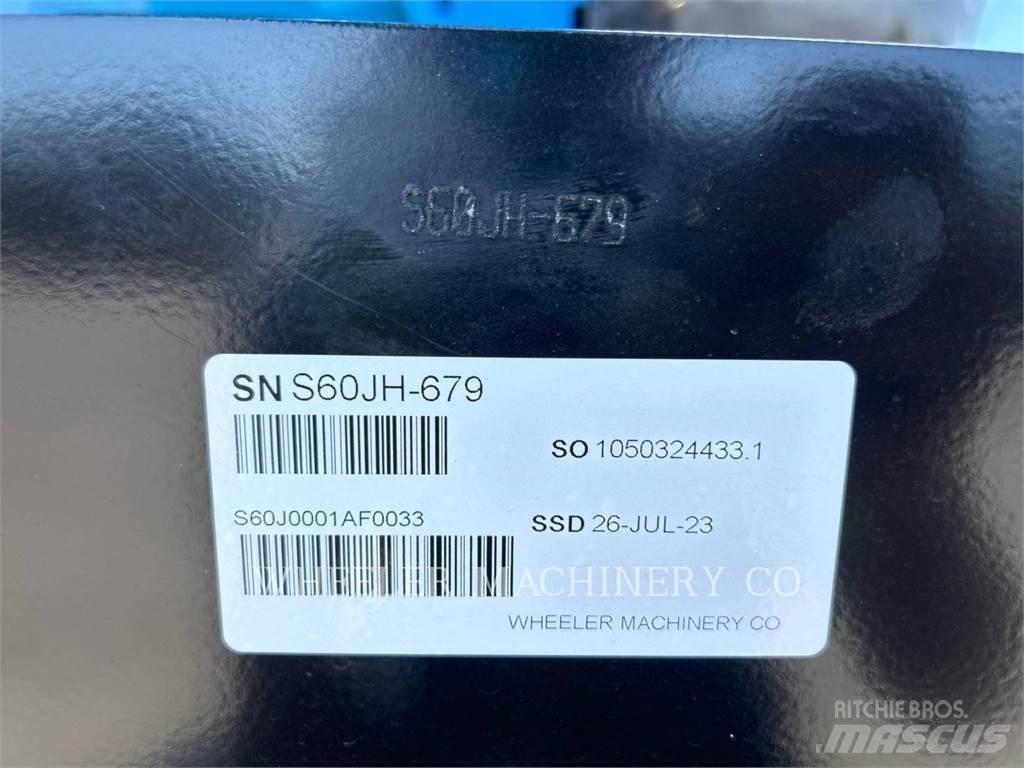 S60JH-679
SN S60JH-679
SO 1050324433.1
S60J0001AF0033
SSD 26-JUL-23
WHEELER MACHINERY CO.
WHEELER MACHINERY CO
RITCHIE BROS.
MASCUS